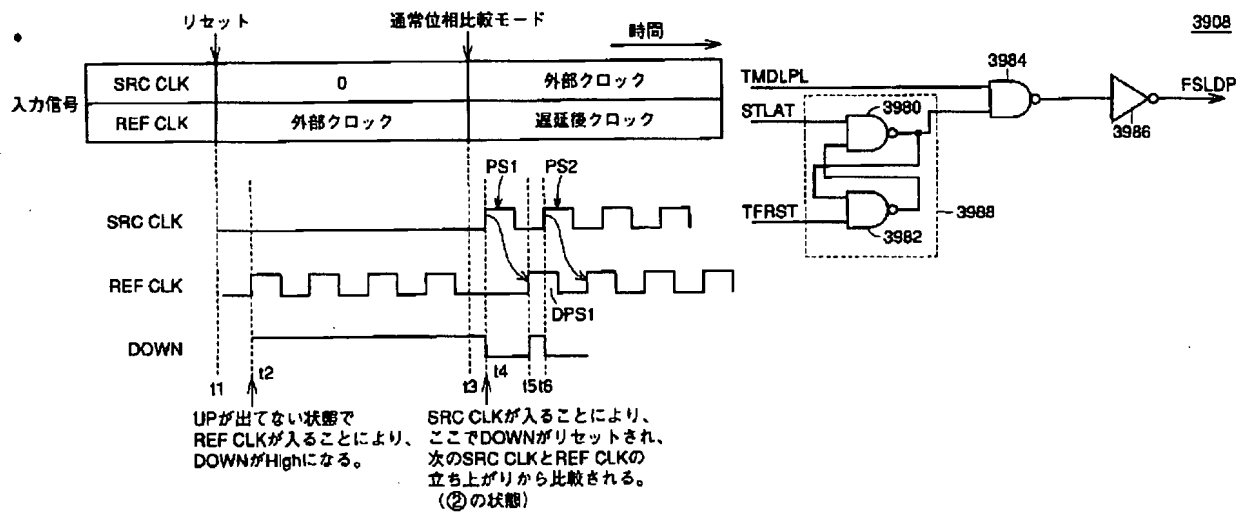 リセット
通常位相比較モード
時間
入力信号
SRC CLK
0
外部クロック
REF CLK
外部クロック
遅延後クロック
PS1
PS2
SRC CLK
REF CLK
DPS1
DOWN
t1
t2
t3
t4
t5
t6
UPが出てない状態で
REF CLKが入ることにより、
DOWNがHighになる。
SRC CLKが入ることにより、
ここでDOWNがリセットされ、
次のSRC CLKとREF CLKの
立ち上がりから比較される。
(②の状態)
3908
TMDLPL
3984
STLAT
3980
3986
FSLDP
TFRST
3982
3988